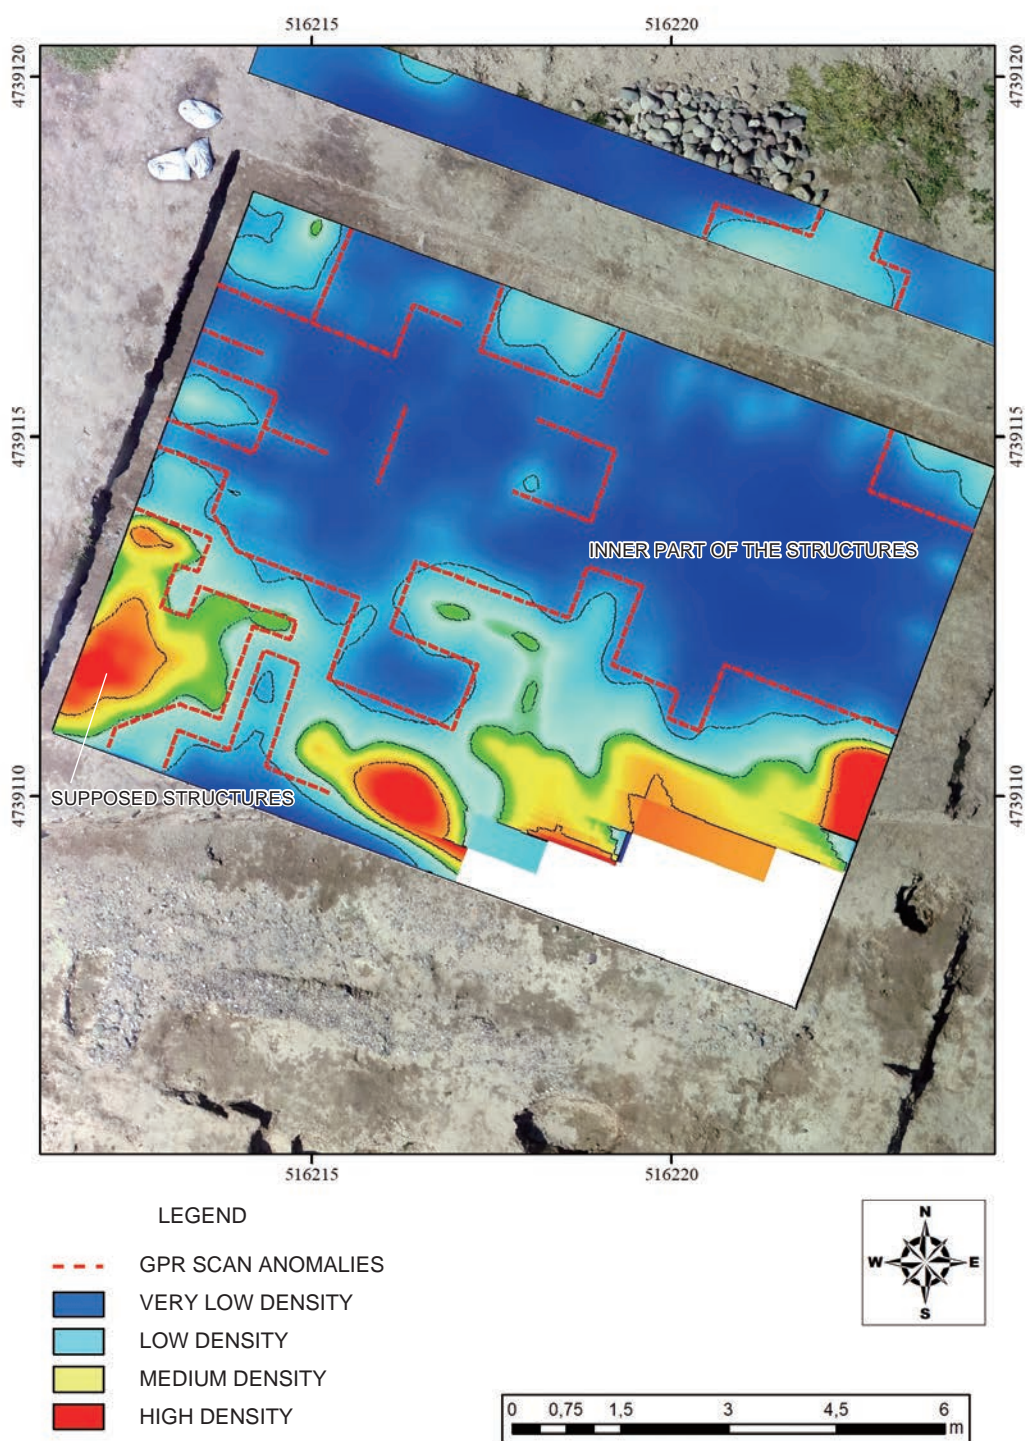 516215
516220
4739120
4739120
4739115
4739115
INNER PART OF THE STRUCTURES
4739110
SUPPOSED STRUCTURES
4739110
516215
516220
LEGEND
GPR SCAN ANOMALIES
VERY LOW DENSITY
LOW DENSITY
MEDIUM DENSITY
HIGH DENSITY
N
W
E
S
0 0,75 1,5 3 4,5 6
m